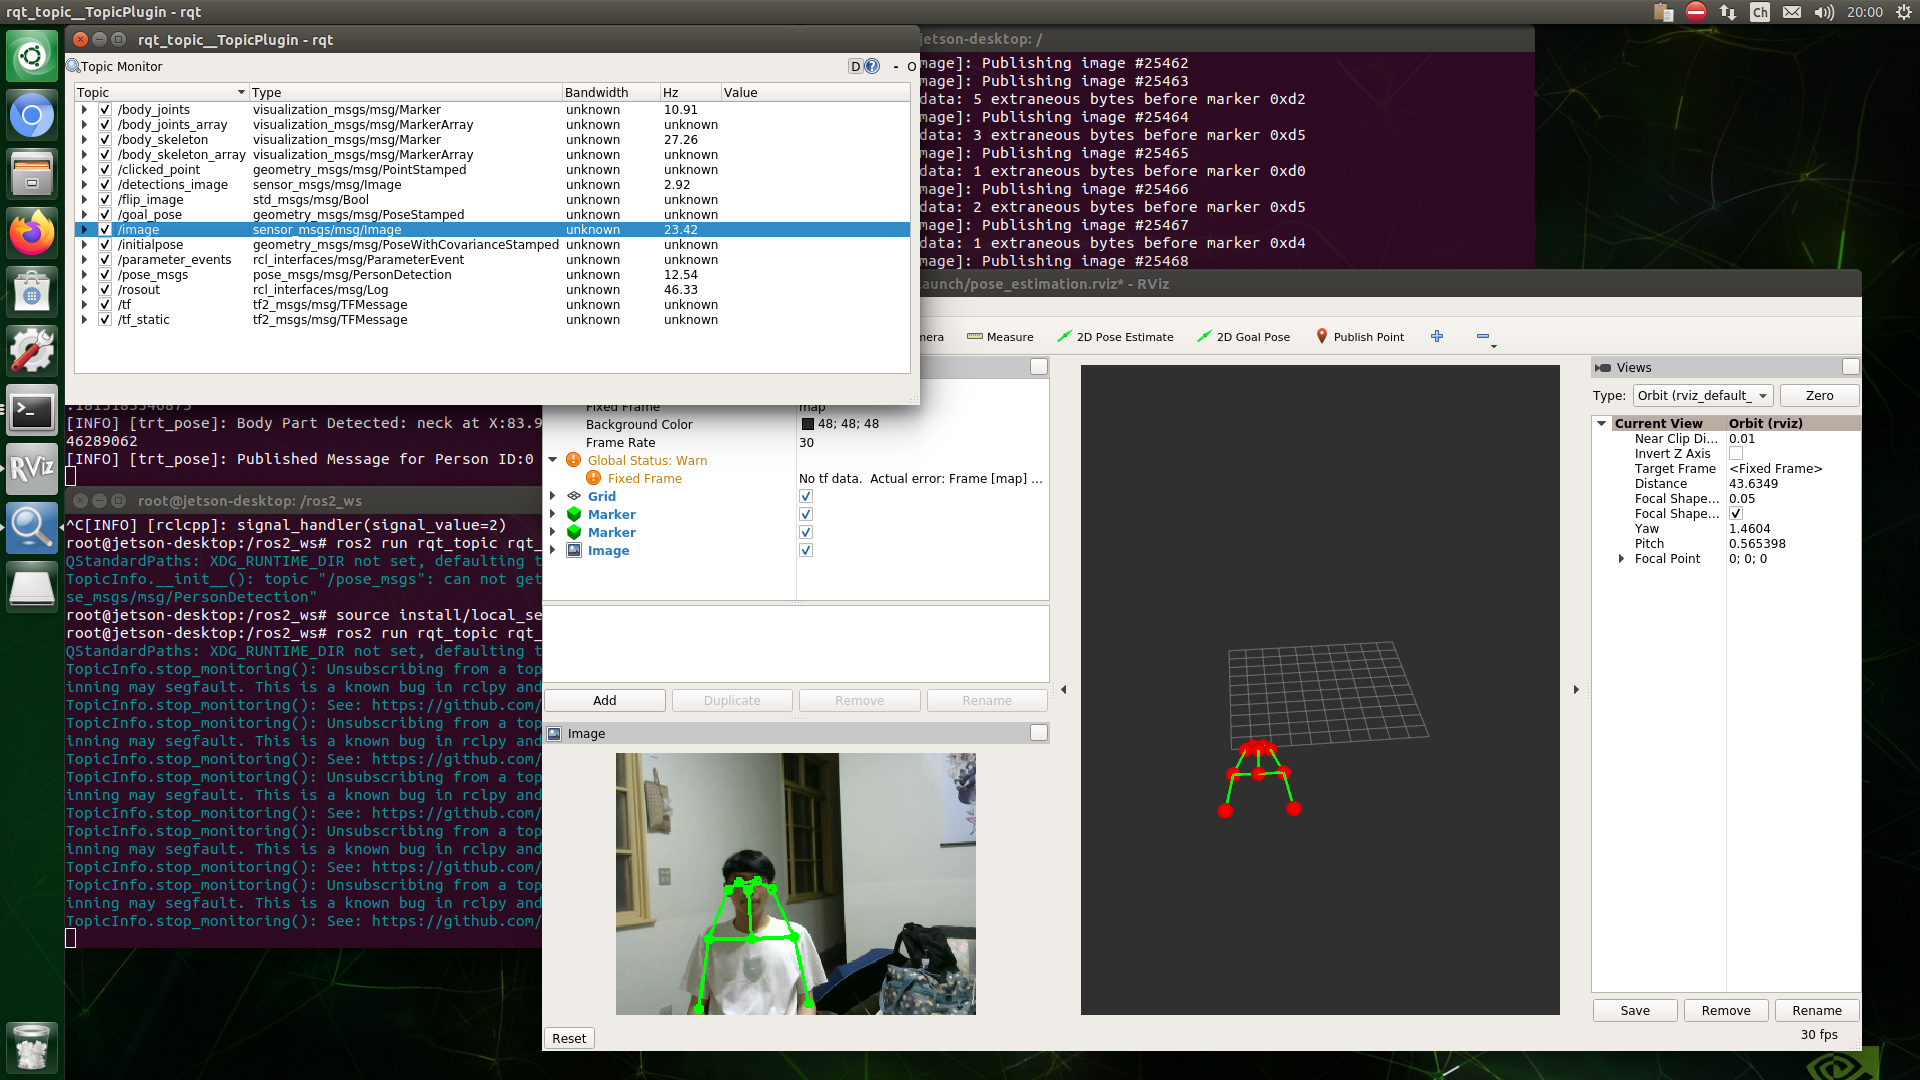 rqt_topic__TopicPlugin - rqt
Ch
20:00
rqt_topic__TopicPlugin - rqt
Topic Monitor
D
- O
Topic Type Bandwidth Hz Value
/body_joints visualization_msgs/msg/Marker unknown 10.91
/body_joints_array visualization_msgs/msg/MarkerArray unknown unknown
/body_skeleton visualization_msgs/msg/Marker unknown 27.26
/body_skeleton_array visualization_msgs/msg/MarkerArray unknown unknown
/clicked_point geometry_msgs/msg/PointStamped unknown unknown
/detections_image sensor_msgs/msg/Image unknown 2.92
/flip_image std_msgs/msg/Bool unknown unknown
/goal_pose geometry_msgs/msg/PoseStamped unknown unknown
/image sensor_msgs/msg/Image unknown 23.42
/initialpose geometry_msgs/msg/PoseWithCovarianceStamped unknown unknown
/parameter_events rcl_interfaces/msg/ParameterEvent unknown unknown
/pose_msgs pose_msgs/msg/PersonDetection unknown 12.54
/rosout rcl_interfaces/msg/Log unknown 46.33
/tf tf2_msgs/msg/TFMessage unknown unknown
/tf_static tf2_msgs/msg/TFMessage unknown unknown
jetson-desktop: /
mage]: Publishing image #25462
mage]: Publishing image #25463
data: 5 extraneous bytes before marker 0xd2
mage]: Publishing image #25464
data: 3 extraneous bytes before marker 0xd5
mage]: Publishing image #25465
data: 1 extraneous bytes before marker 0xd0
mage]: Publishing image #25466
data: 2 extraneous bytes before marker 0xd5
mage]: Publishing image #25467
data: 1 extraneous bytes before marker 0xd4
mage]: Publishing image #25468
[INFO] [trt_pose]: Body Part Detected: neck at X:83.9
46289062
[INFO] [trt_pose]: Published Message for Person ID:0
root@jetson-desktop: /ros2_ws
^C[INFO] [rclcpp]: signal_handler(signal_value=2)
root@jetson-desktop:/ros2_ws# ros2 run rqt_topic rqt_
QStandardPaths: XDG_RUNTIME_DIR not set, defaulting t
TopicInfo.__init__(): topic "/pose_msgs": can not get
se_msgs/msg/PersonDetection"
root@jetson-desktop:/ros2_ws# source install/local_se
root@jetson-desktop:/ros2_ws# ros2 run rqt_topic rqt_
QStandardPaths: XDG_RUNTIME_DIR not set, defaulting t
TopicInfo.stop_monitoring(): Unsubscribing from a top
inning may segfault. This is a known bug in rclpy and
TopicInfo.stop_monitoring(): See: https://github.com/
TopicInfo.stop_monitoring(): Unsubscribing from a top
inning may segfault. This is a known bug in rclpy and
TopicInfo.stop_monitoring(): See: https://github.com/
TopicInfo.stop_monitoring(): Unsubscribing from a top
inning may segfault. This is a known bug in rclpy and
TopicInfo.stop_monitoring(): See: https://github.com/
TopicInfo.stop_monitoring(): Unsubscribing from a top
inning may segfault. This is a known bug in rclpy and
TopicInfo.stop_monitoring(): See: https://github.com/
TopicInfo.stop_monitoring(): Unsubscribing from a top
inning may segfault. This is a known bug in rclpy and
TopicInfo.stop_monitoring(): See: https://github.com/
RViz
launch/pose_estimation.rviz* - RViz
mera Measure 2D Pose Estimate 2D Goal Pose Publish Point
Fixed Frame map
Background Color 48; 48; 48
Frame Rate 30
Global Status: Warn
Fixed Frame No tf data. Actual error: Frame [map] ...
Grid
Marker
Marker
Image
Add Duplicate Remove Rename
Image
Reset
Views
Type: Orbit (rviz_default_ Zero
Current View Orbit (rviz)
Near Clip Di... 0.01
Invert Z Axis
Target Frame <Fixed Frame>
Distance 43.6349
Focal Shape... 0.05
Focal Shape...
Yaw 1.4604
Pitch 0.565398
Focal Point 0; 0; 0
Save Remove Rename
30 fps